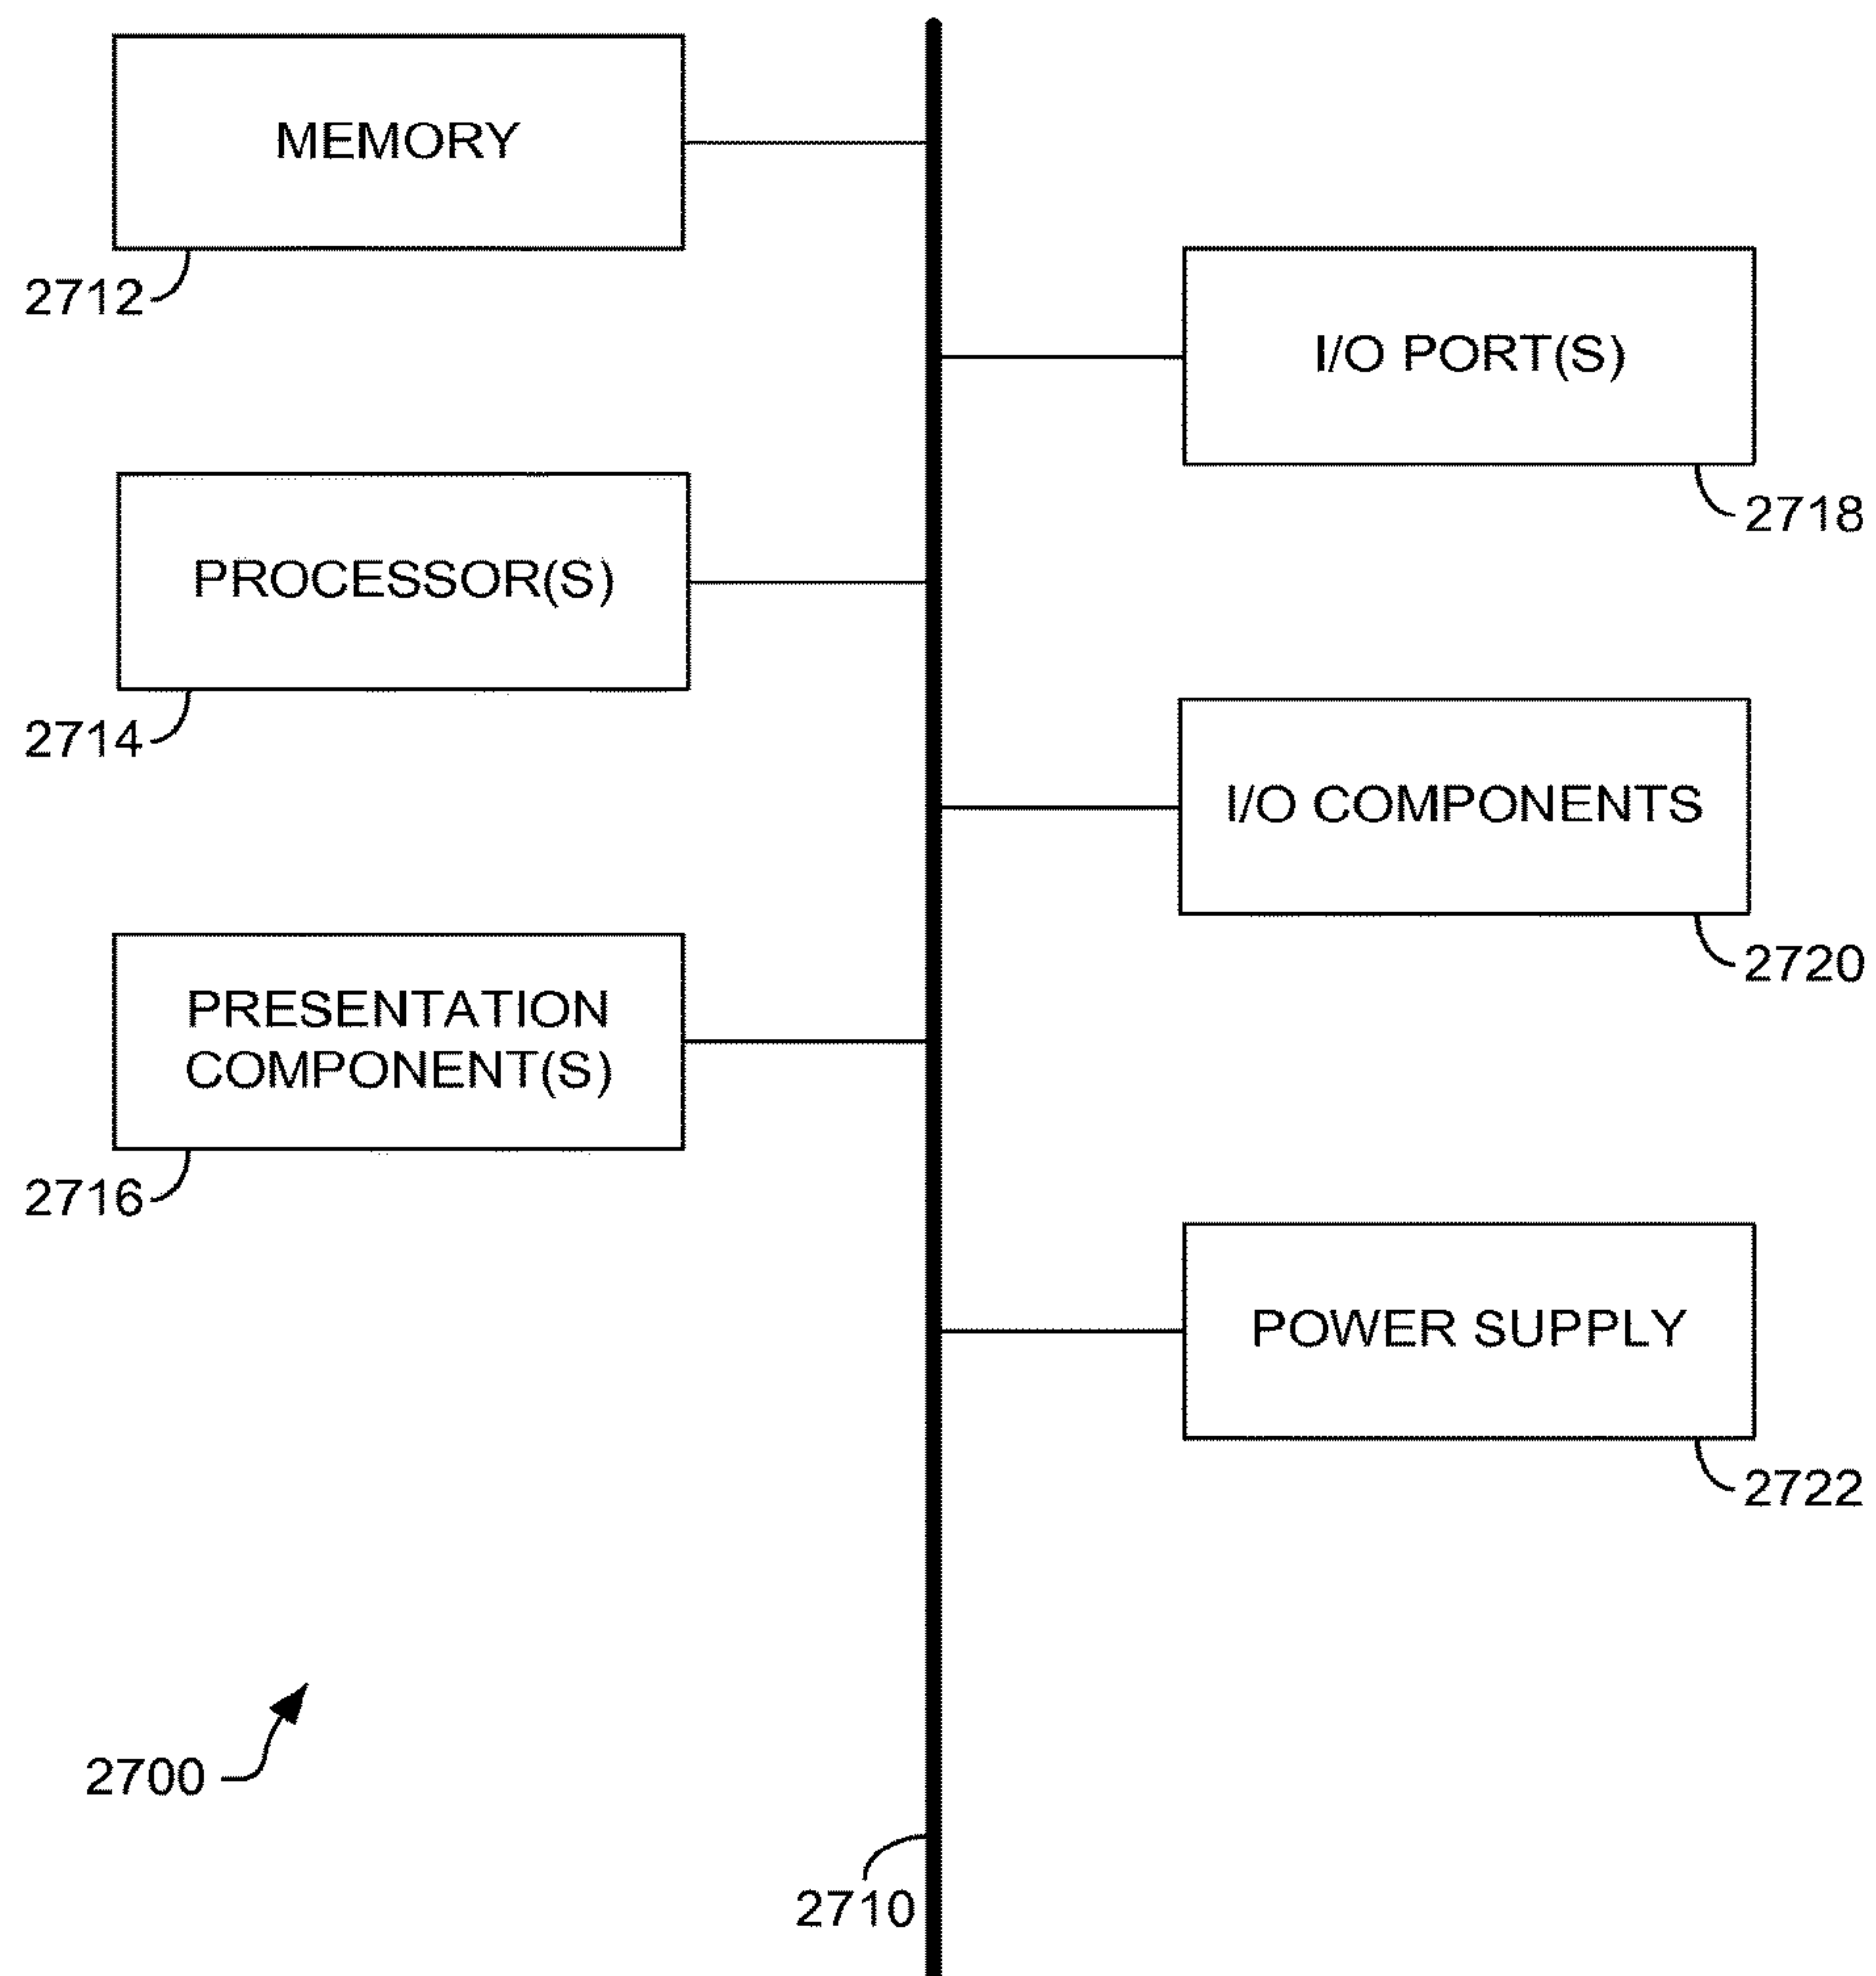 MEMORY
2712
I/O PORT(S)
2718
PROCESSOR(S)
2714
I/O COMPONENTS
2720
PRESENTATION
COMPONENT(S)
2716
POWER SUPPLY
2722
2700
2710